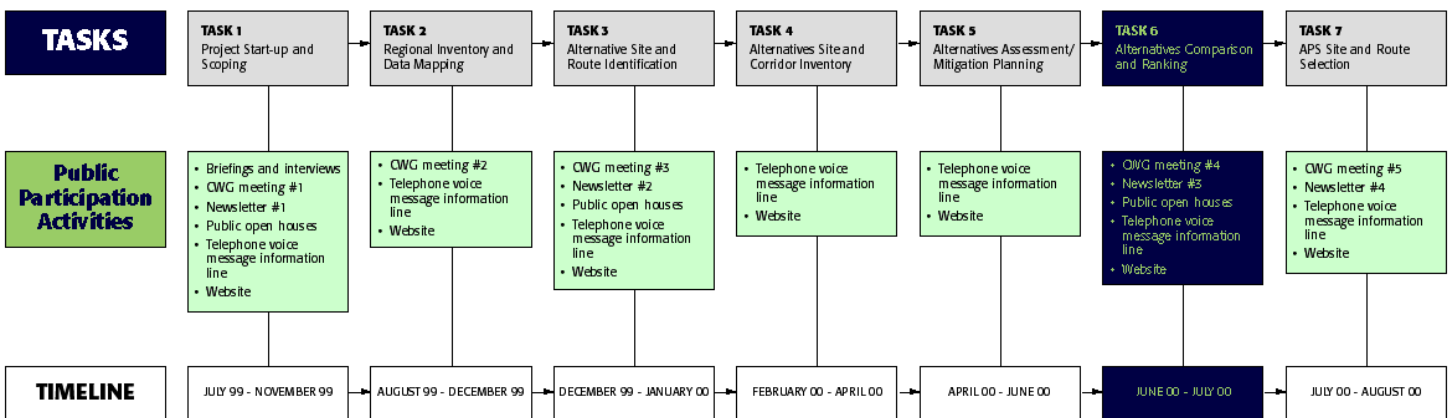 TASKS
TASK 1
Project Start-up and
Scoping
TASK 2
Regional Inventory and
Data Mapping
TASK 3
Alternative Site and
Route Identification
TASK 4
Alternatives Site and
Corridor Inventory
TASK 5
Alternatives Assessment/
Mitigation Planning
TASK 6
Alternatives Comparison
and Ranking
TASK 7
APS Site and Route
Selection
Public
Participation
Activities
• Briefings and interviews
• CWG meeting #1
• Newsletter #1
• Public open houses
• Telephone voice
message information
line
• Website
• CWG meeting #2
• Telephone voice
message information
line
• Website
• CWG meeting #3
• Newsletter #2
• Public open houses
• Telephone voice
message information
line
• Website
• Telephone voice
message information
line
• Website
• Telephone voice
message information
line
• Website
• CWG meeting #4
• Newsletter #3
• Public open houses
• Telephone voice
message information
line
• Website
• CWG meeting #5
• Newsletter #4
• Telephone voice
message information
line
• Website
TIMELINE
JULY 99 - NOVEMBER 99
AUGUST 99 - DECEMBER 99
DECEMBER 99 - JANUARY 00
FEBRUARY 00 - APRIL 00
APRIL 00 - JUNE 00
JUNE 00 - JULY 00
JULY 00 - AUGUST 00